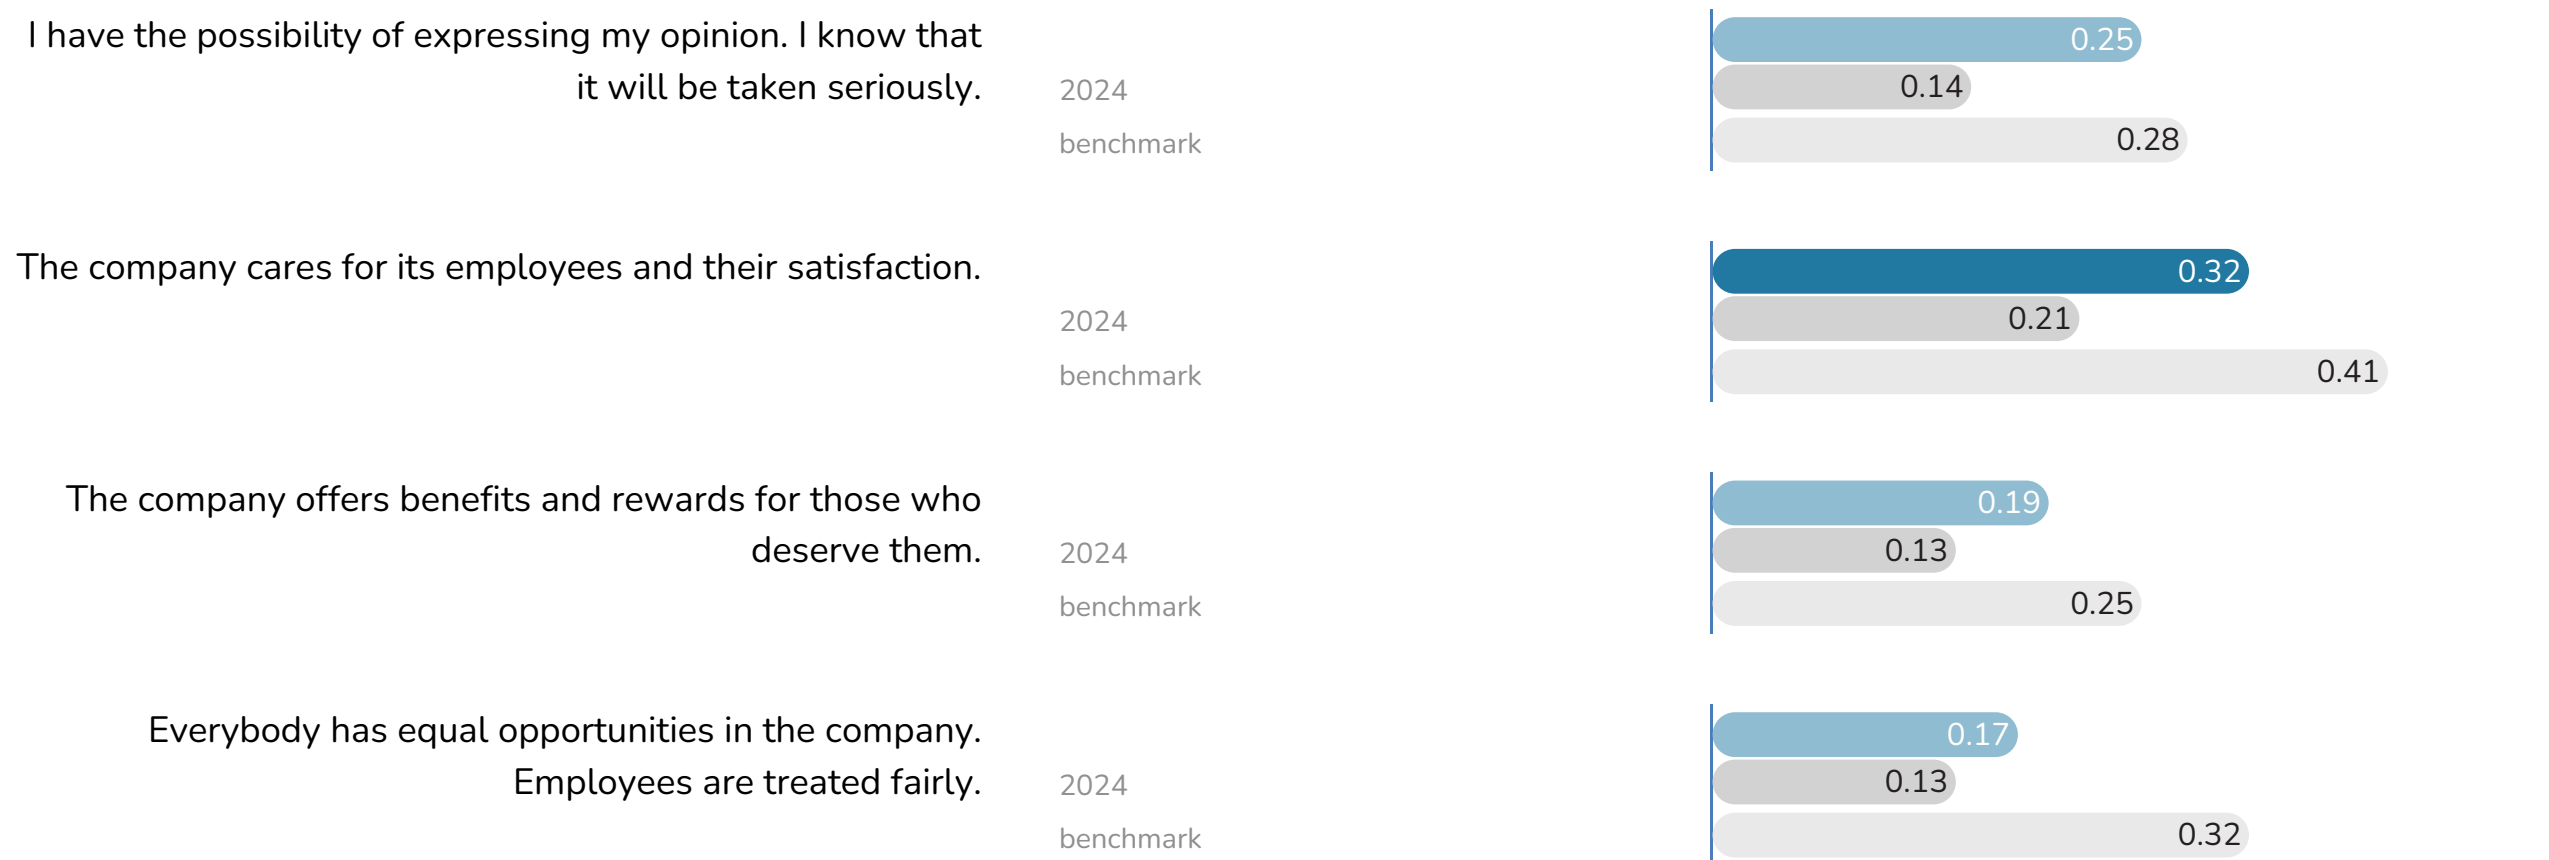 I have the possibility of expressing my opinion. I know that
it will be taken seriously.
0.25
2024
0.14
benchmark
0.28
The company cares for its employees and their satisfaction.
0.32
2024
0.21
benchmark
0.41
The company offers benefits and rewards for those who
deserve them.
0.19
2024
0.13
benchmark
0.25
Everybody has equal opportunities in the company.
Employees are treated fairly.
0.17
2024
0.13
benchmark
0.32